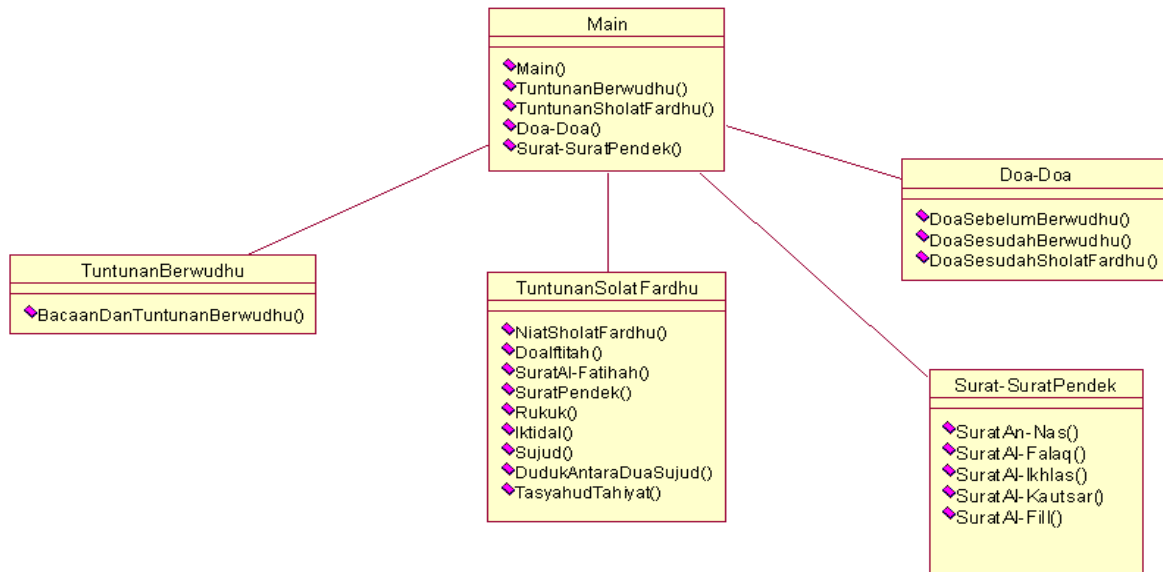 Main
Main()
TuntunanBerwudhu()
TuntunanSholatFardhu()
Doa-Doa()
Surat-SuratPendek()
Doa-Doa
DoaSebelumBerwudhu()
DoaSesudahBerwudhu()
DoaSesudahSholatFardhu()
TuntunanBerwudhu
BacaanDanTuntunanBerwudhu()
TuntunanSolatFardhu
NiatSholatFardhu()
DoaIftitah()
SuratAl-Fatihah()
SuratPendek()
Rukuk()
Iktidal()
Sujud()
DudukAntaraDuaSujud()
TasyahudTahiyat()
Surat-SuratPendek
SuratAn-Nas()
SuratAl-Falaq()
SuratAl-Ikhlas()
SuratAl-Kautsar()
SuratAl-Fill()